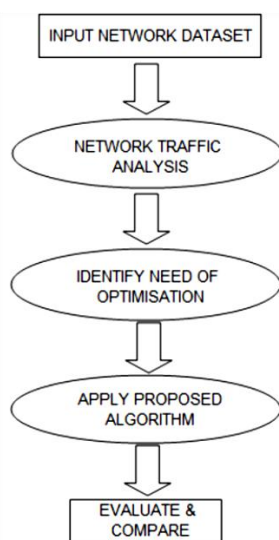 INPUT NETWORK DATASET
NETWORK TRAFFIC
ANALYSIS
IDENTIFY NEED OF
OPTIMISATION
APPLY PROPOSED
ALGORITHM
EVALUATE &
COMPARE